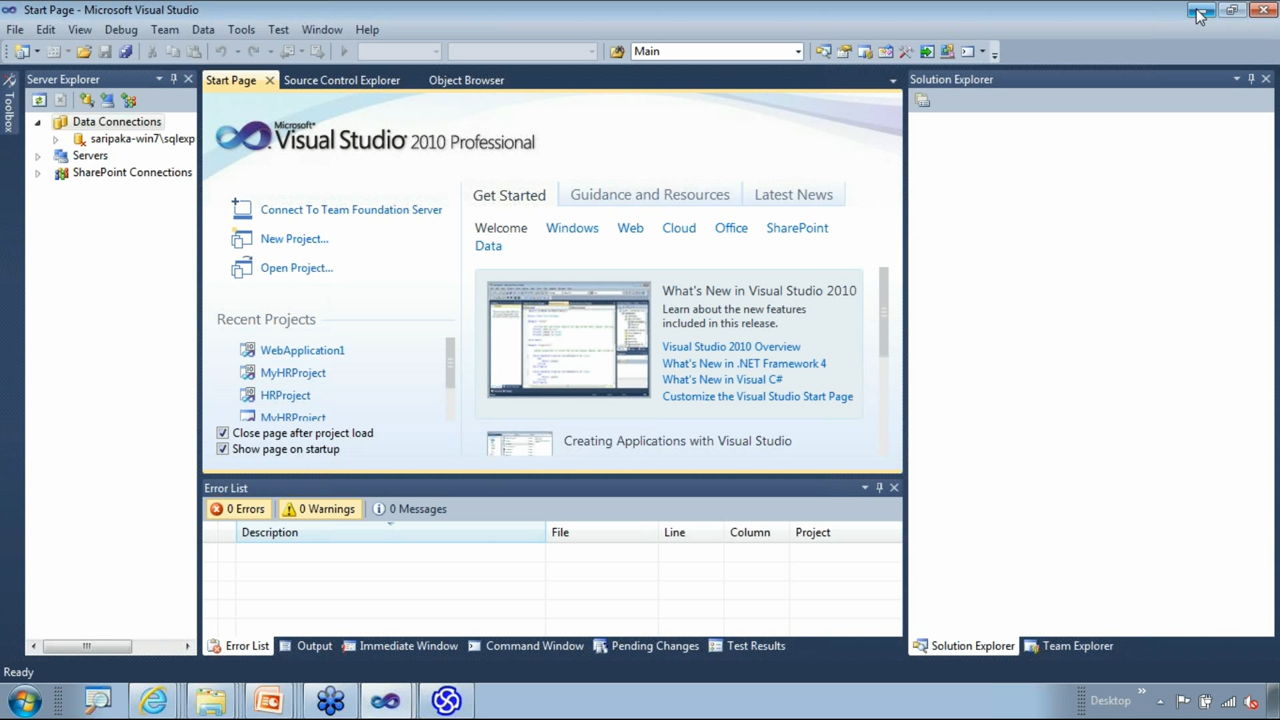 Start Page - Microsoft Visual Studio
File Edit View Debug Team Data Tools Test Window Help
Main
Toolbox
Server Explorer
Data Connections
saripaka-win7\sqlexp
Servers
SharePoint Connections
Start Page Source Control Explorer Object Browser
Microsoft
Visual Studio 2010 Professional
Connect To Team Foundation Server
New Project...
Open Project...
Recent Projects
WebApplication1
MyHRProject
HRProject
MyHRProject
Close page after project load
Show page on startup
Get Started Guidance and Resources Latest News
Welcome Windows Web Cloud Office SharePoint
Data
What's New in Visual Studio 2010
Learn about the new features
included in this release.
Visual Studio 2010 Overview
What's New in .NET Framework 4
What's New in Visual C#
Customize the Visual Studio Start Page
Creating Applications with Visual Studio
Error List
0 Errors 0 Warnings 0 Messages
Description File Line Column Project
Error List Output Immediate Window Command Window Pending Changes Test Results
Solution Explorer
Solution Explorer Team Explorer
Ready
Desktop